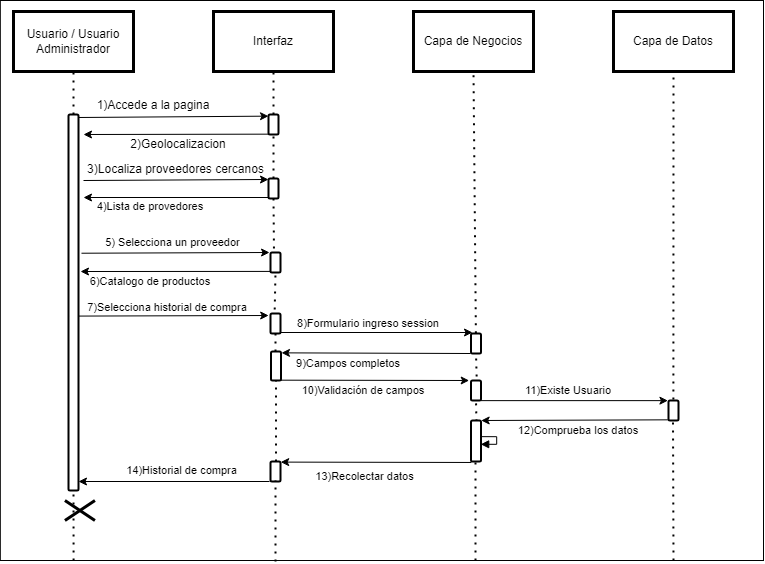 Usuario / Usuario
Administrador
Interfaz
Capa de Negocios
Capa de Datos
1)Accede a la pagina
2)Geolocalizacion
3)Localiza proveedores cercanos
4)Lista de provedores
5) Selecciona un proveedor
6)Catalogo de productos
7)Selecciona historial de compra
8)Formulario ingreso session
9)Campos completos
10)Validación de campos
11)Existe Usuario
12)Comprueba los datos
13)Recolectar datos
14)Historial de compra